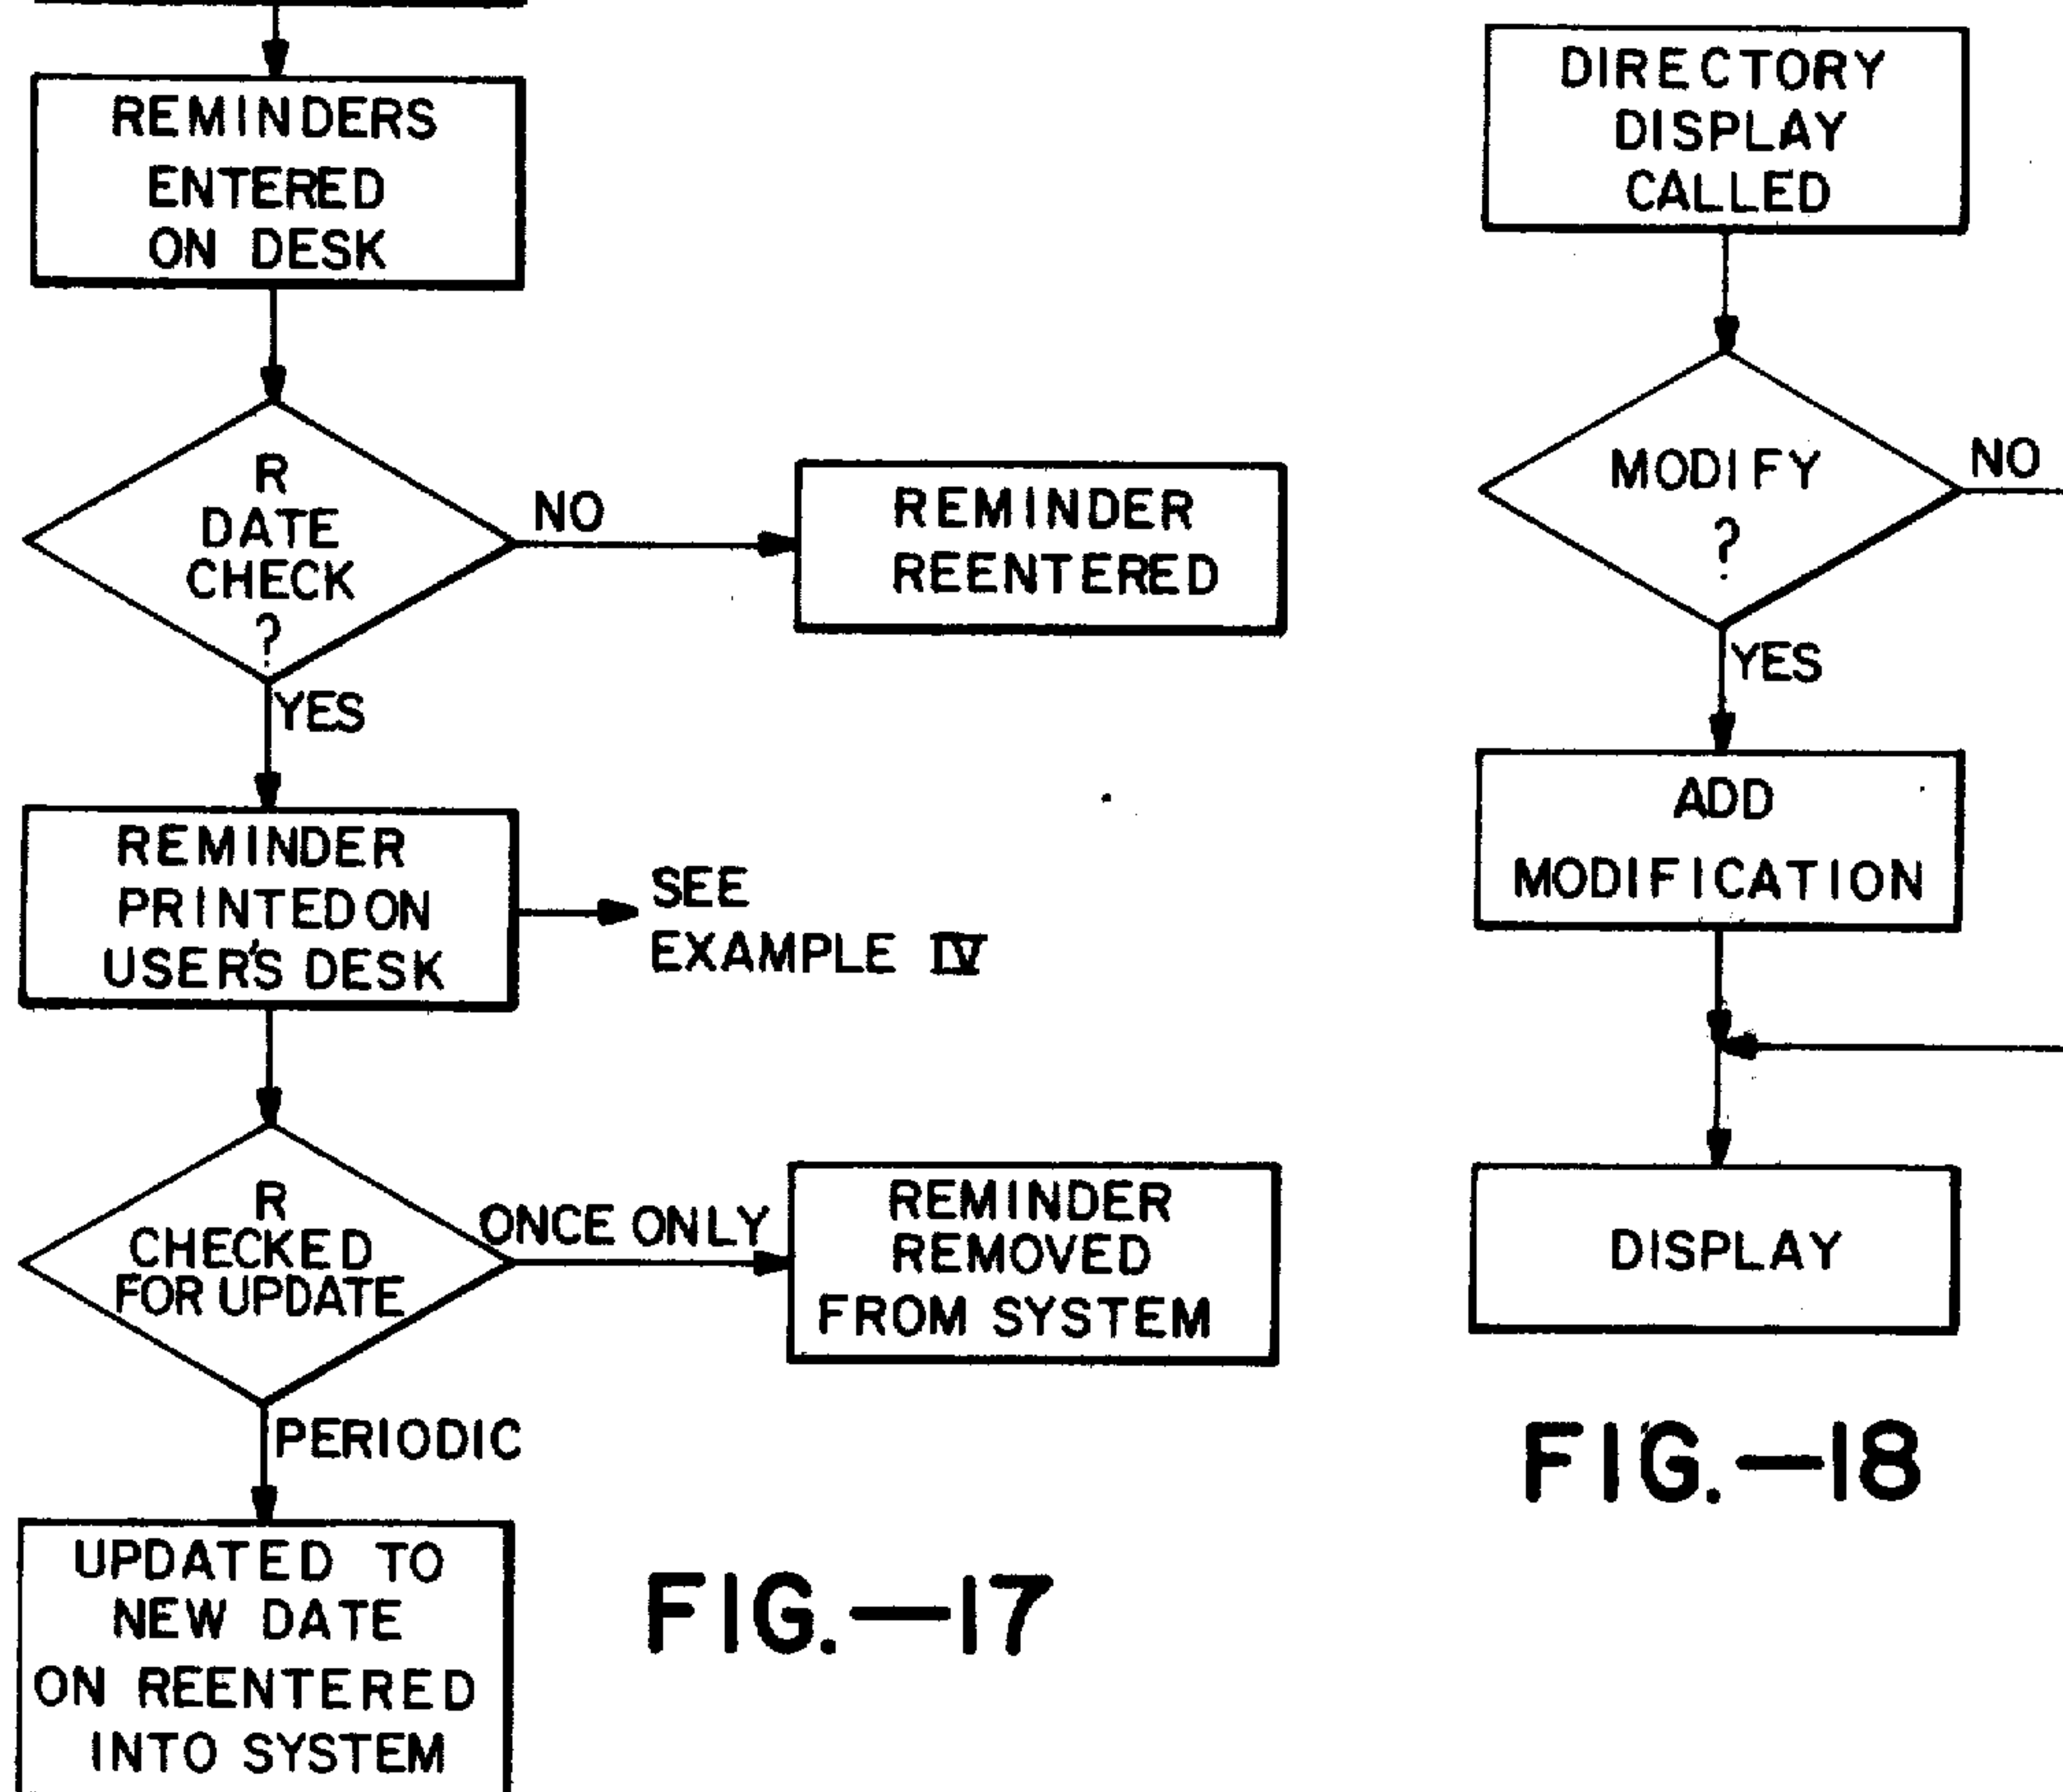 REMINDERS
ENTERED
ON DESK
R
DATE
CHECK
?
NO
REMINDER
REENTERED
YES
REMINDER
PRINTED ON
USER'S DESK
SEE
EXAMPLE IV
R
CHECKED
FOR UPDATE
ONCE ONLY
REMINDER
REMOVED
FROM SYSTEM
PERIODIC
UPDATED TO
NEW DATE
ON REENTERED
INTO SYSTEM
FIG.—17
DIRECTORY
DISPLAY
CALLED
MODIFY
?
NO
YES
ADD
MODIFICATION
DISPLAY
FIG.—18